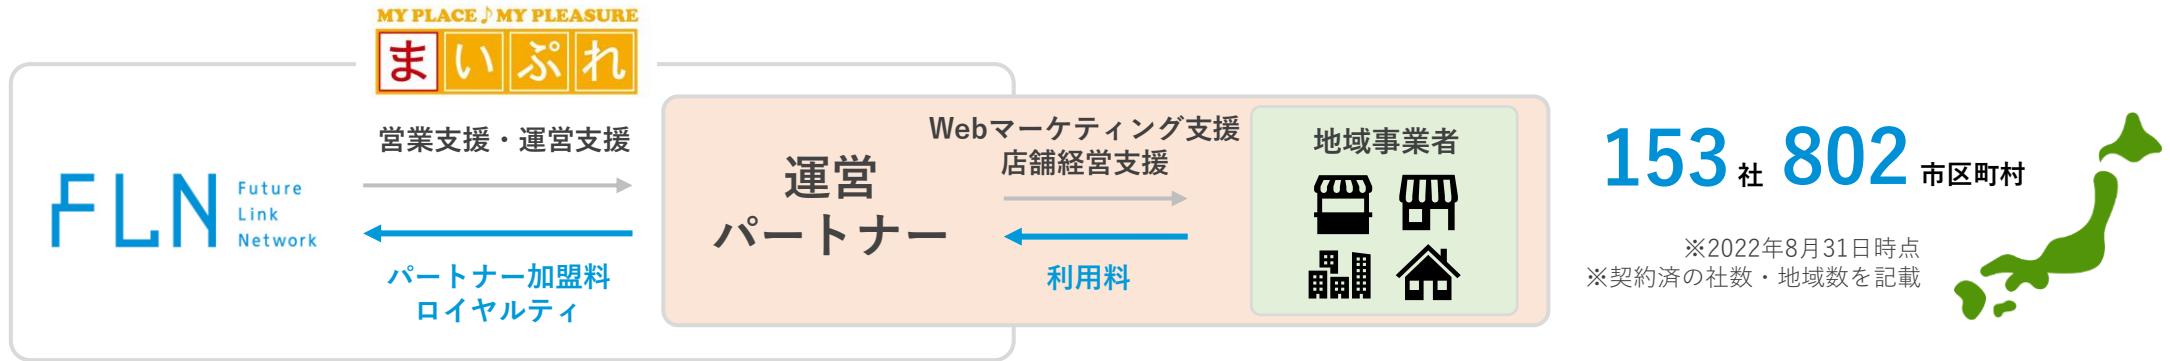 MY PLACE♪MY PLEASURE
まいぷれ
営業支援・運営支援
FLN
Future
Link
Network
パートナー加盟料
ロイヤルティ
運営
パートナー
Webマーケティング支援
店舗経営支援
利用料
地域事業者
153社 802市区町村
※2022年8月31日時点
※契約済の社数・地域数を記載